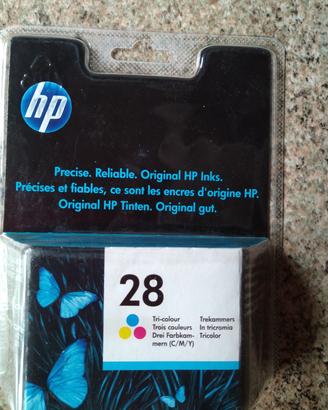 hp
Precise. Reliable. Original HP Inks.
Précises et fiables, ce sont les encres d'origine HP.
Original HP Tinten. Original gut.
28
Tri-colour Trekammers
Trois couleurs In tricromia
Drei Farbkam- Tricolor
mern (C/M/Y)